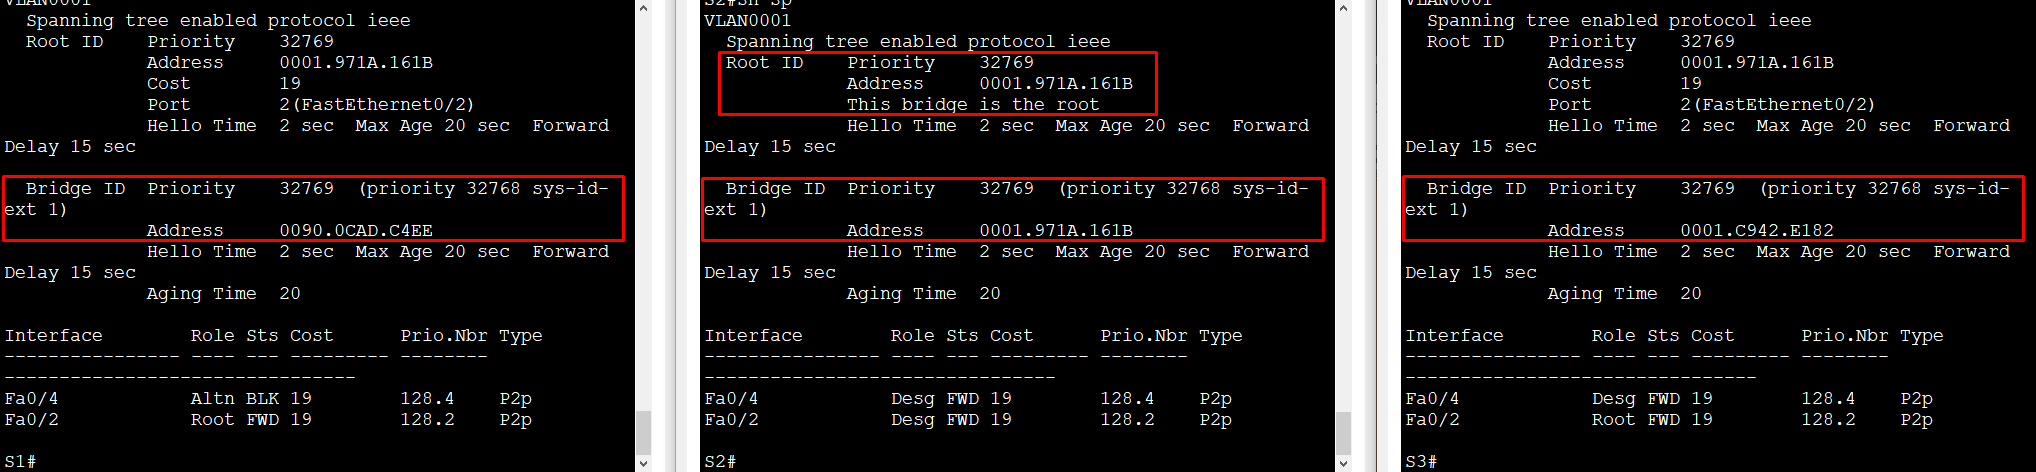 VLAN0001
  Spanning tree enabled protocol ieee
  Root ID    Priority    32769
             Address     0001.971A.161B
             Cost        19
             Port        2(FastEthernet0/2)
             Hello Time  2 sec  Max Age 20 sec  Forward
Delay 15 sec
  Bridge ID  Priority    32769  (priority 32768 sys-id-
ext 1)
             Address     0090.0CAD.C4EE
             Hello Time  2 sec  Max Age 20 sec  Forward
Delay 15 sec
             Aging Time  20
Interface        Role Sts Cost      Prio.Nbr Type
---------------- ---- --- --------- --------
--------------------------------
Fa0/4            Altn BLK 19        128.4    P2p
Fa0/2            Root FWD 19        128.2    P2p
S1#
S2#Sh sp
VLAN0001
  Spanning tree enabled protocol ieee
  Root ID    Priority    32769
             Address     0001.971A.161B
             This bridge is the root
             Hello Time  2 sec  Max Age 20 sec  Forward
Delay 15 sec
  Bridge ID  Priority    32769  (priority 32768 sys-id-
ext 1)
             Address     0001.971A.161B
             Hello Time  2 sec  Max Age 20 sec  Forward
Delay 15 sec
             Aging Time  20
Interface        Role Sts Cost      Prio.Nbr Type
---------------- ---- --- --------- --------
--------------------------------
Fa0/4            Desg FWD 19        128.4    P2p
Fa0/2            Desg FWD 19        128.2    P2p
S2#
VLAN0001
  Spanning tree enabled protocol ieee
  Root ID    Priority    32769
             Address     0001.971A.161B
             Cost        19
             Port        2(FastEthernet0/2)
             Hello Time  2 sec  Max Age 20 sec  Forward
Delay 15 sec
  Bridge ID  Priority    32769  (priority 32768 sys-id-
ext 1)
             Address     0001.C942.E182
             Hello Time  2 sec  Max Age 20 sec  Forward
Delay 15 sec
             Aging Time  20
Interface        Role Sts Cost      Prio.Nbr Type
---------------- ---- --- --------- --------
--------------------------------
Fa0/4            Desg FWD 19        128.4    P2p
Fa0/2            Root FWD 19        128.2    P2p
S3#